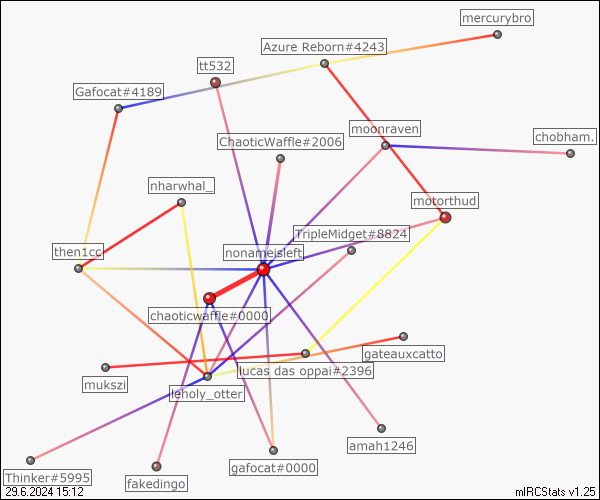 mercurybro
Azure Reborn#4243
tt532
Gafocat#4189
moonraven
ChaoticWaffle#2006
chobham.
nharwhal_
motorthud
TripleMidget#8824
then1cc
nonameisleft
chaoticwaffle#0000
gateauxcatto
lucas das oppai#2396
mukszi
leholy_otter
amah1246
gafocat#0000
Thinker#5995
fakedingo
29.6.2024 15:12
mIRCStats v1.25